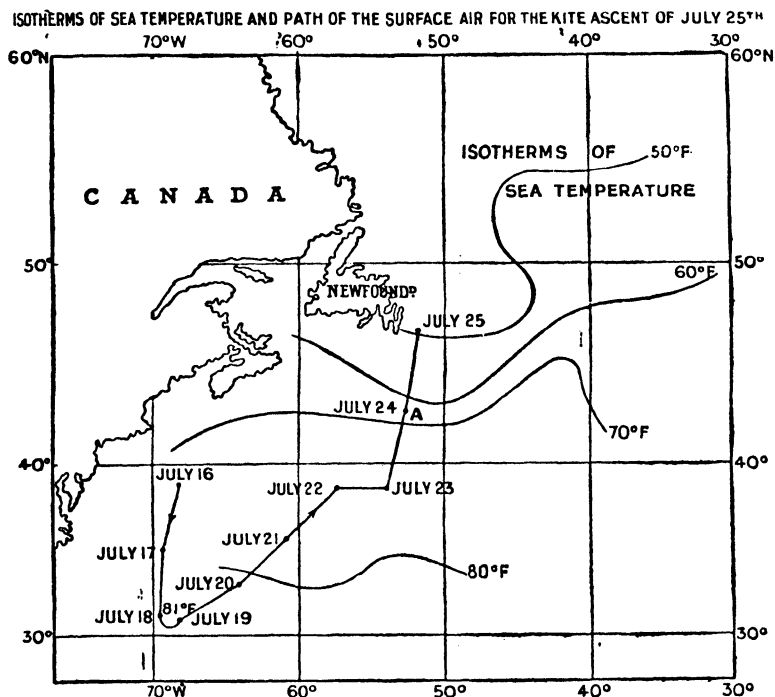 ISOTHERMS OF SEA TEMPERATURE AND PATH OF THE SURFACE AIR FOR THE KITE ASCENT OF JULY 25TH
70°W 60° 50° 40° 30°
60°N 60°N
ISOTHERMS OF 50°F
SEA TEMPERATURE
CANADA
50° 50°
60°F
NEWFOUNDD.
JULY 25
JULY 24 A
70°F
40° 40°
JULY 16
JULY 22 JULY 23
JULY 21
JULY 17
JULY 20 80°F
JULY 18 81°F JULY 19
30° 30°
70°W 60° 50° 40° 30°